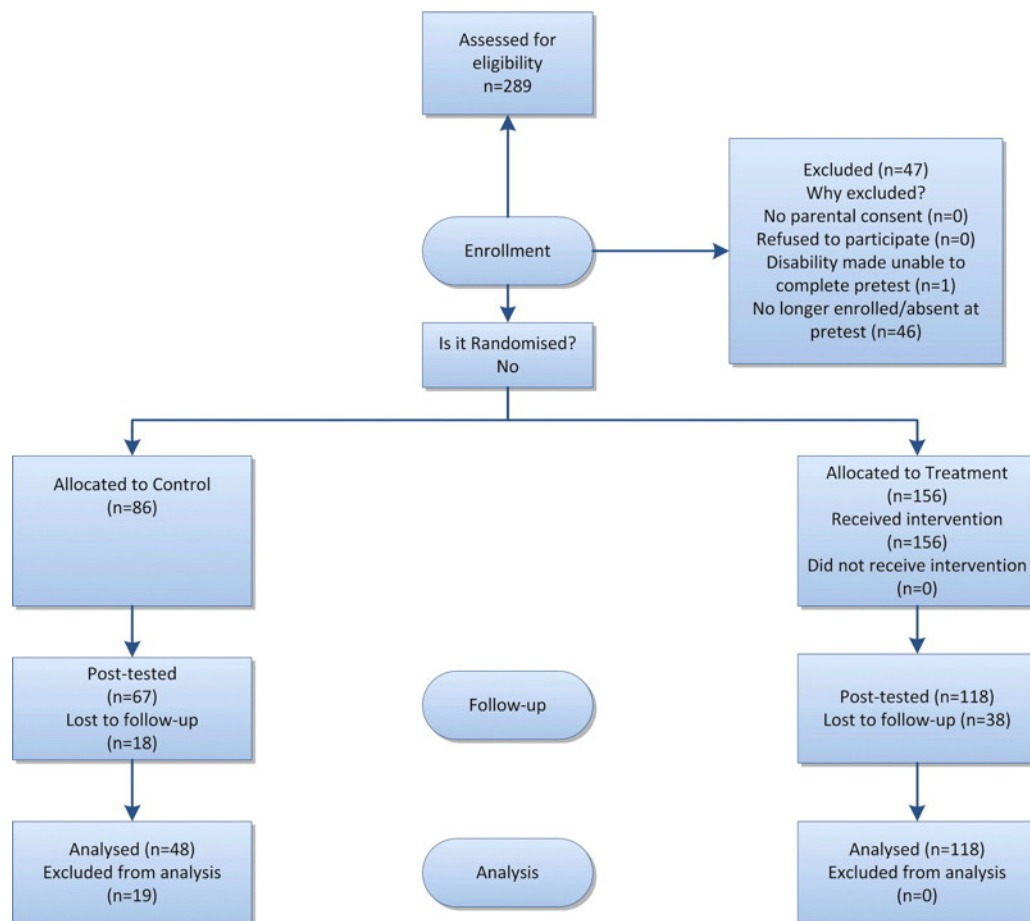 Assessed for
eligibility
n=289
Excluded (n=47)
Why excluded?
No parental consent (n=0)
Refused to participate (n=0)
Disability made unable to
complete pretest (n=1)
No longer enrolled/absent at
pretest (n=46)
Enrollment
Is it Randomised?
No
Allocated to Control
(n=86)
Allocated to Treatment
(n=156)
Received intervention
(n=156)
Did not receive intervention
(n=0)
Post-tested
(n=67)
Lost to follow-up
(n=18)
Follow-up
Post-tested (n=118)
Lost to follow-up (n=38)
Analysed (n=48)
Excluded from analysis
(n=19)
Analysis
Analysed (n=118)
Excluded from analysis
(n=0)